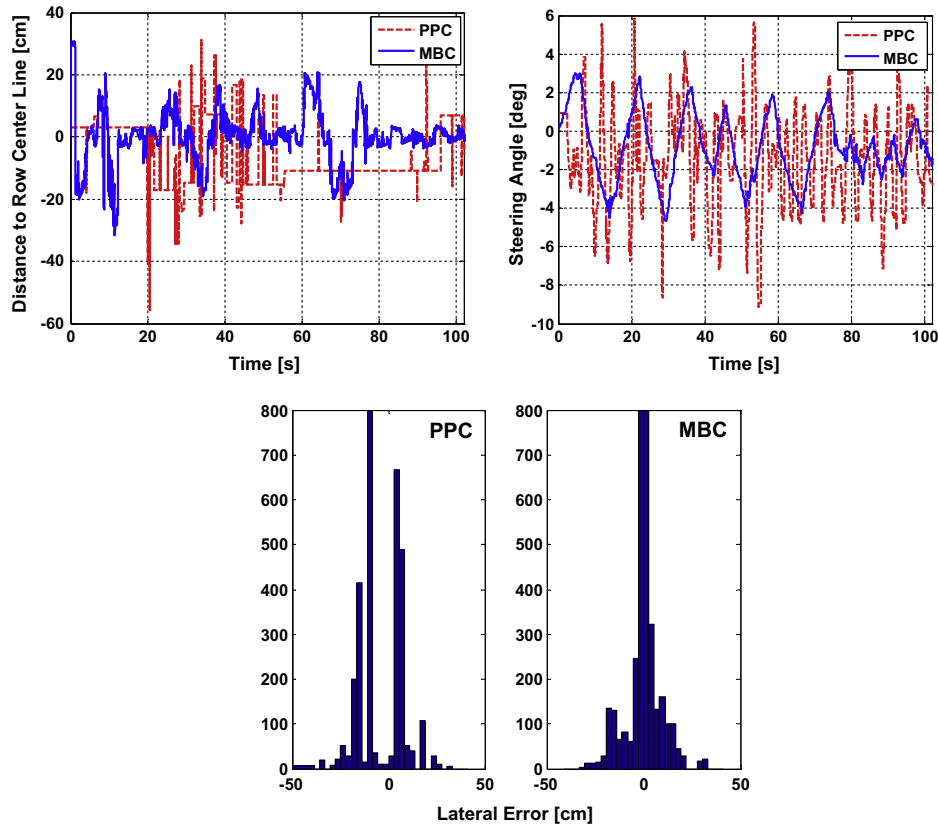 PPC
MBC
40
20
0
-20
-40
-60
0 20 40 60 80 100
Distance to Row Center Line [cm]
Time [s]
PPC
MBC
6
4
2
0
-2
-4
-6
-8
-10
0 20 40 60 80 100
Steering Angle [deg]
Time [s]
PPC
800
700
600
500
400
300
200
100
0
-50 0 50
MBC
800
700
600
500
400
300
200
100
0
-50 0 50
Lateral Error [cm]